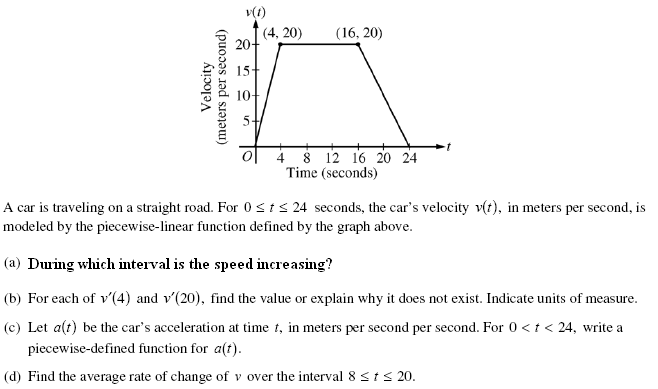 v(t)
(4, 20) (16, 20)
20
15
10
5
Velocity
(meters per second)
O 4 8 12 16 20 24 t
Time (seconds)
A car is traveling on a straight road. For 0 ≤ t ≤ 24 seconds, the car's velocity v(t), in meters per second, is
modeled by the piecewise-linear function defined by the graph above.
(a) During which interval is the speed increasing?
(b) For each of v′(4) and v′(20), find the value or explain why it does not exist. Indicate units of measure.
(c) Let a(t) be the car's acceleration at time t, in meters per second per second. For 0 < t < 24, write a
piecewise-defined function for a(t).
(d) Find the average rate of change of v over the interval 8 ≤ t ≤ 20.